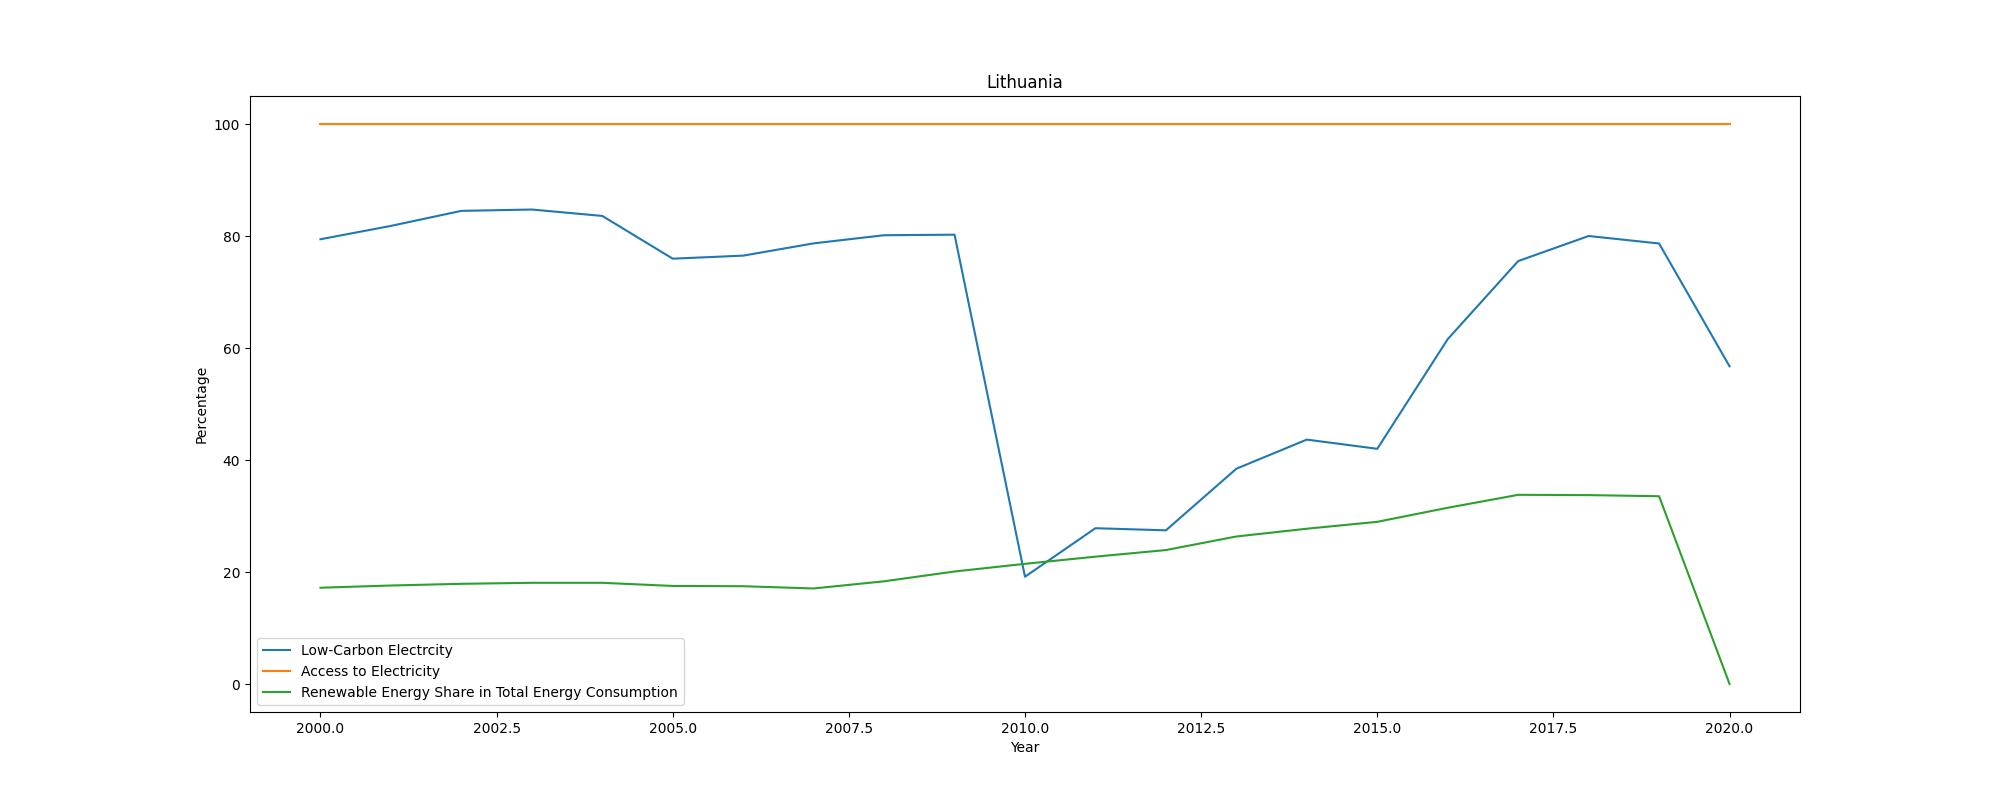 Lithuania
100
80
60
40
20
0
Percentage
Low-Carbon Electrcity
Access to Electricity
Renewable Energy Share in Total Energy Consumption
2000.0 2002.5 2005.0 2007.5 2010.0 2012.5 2015.0 2017.5 2020.0
Year